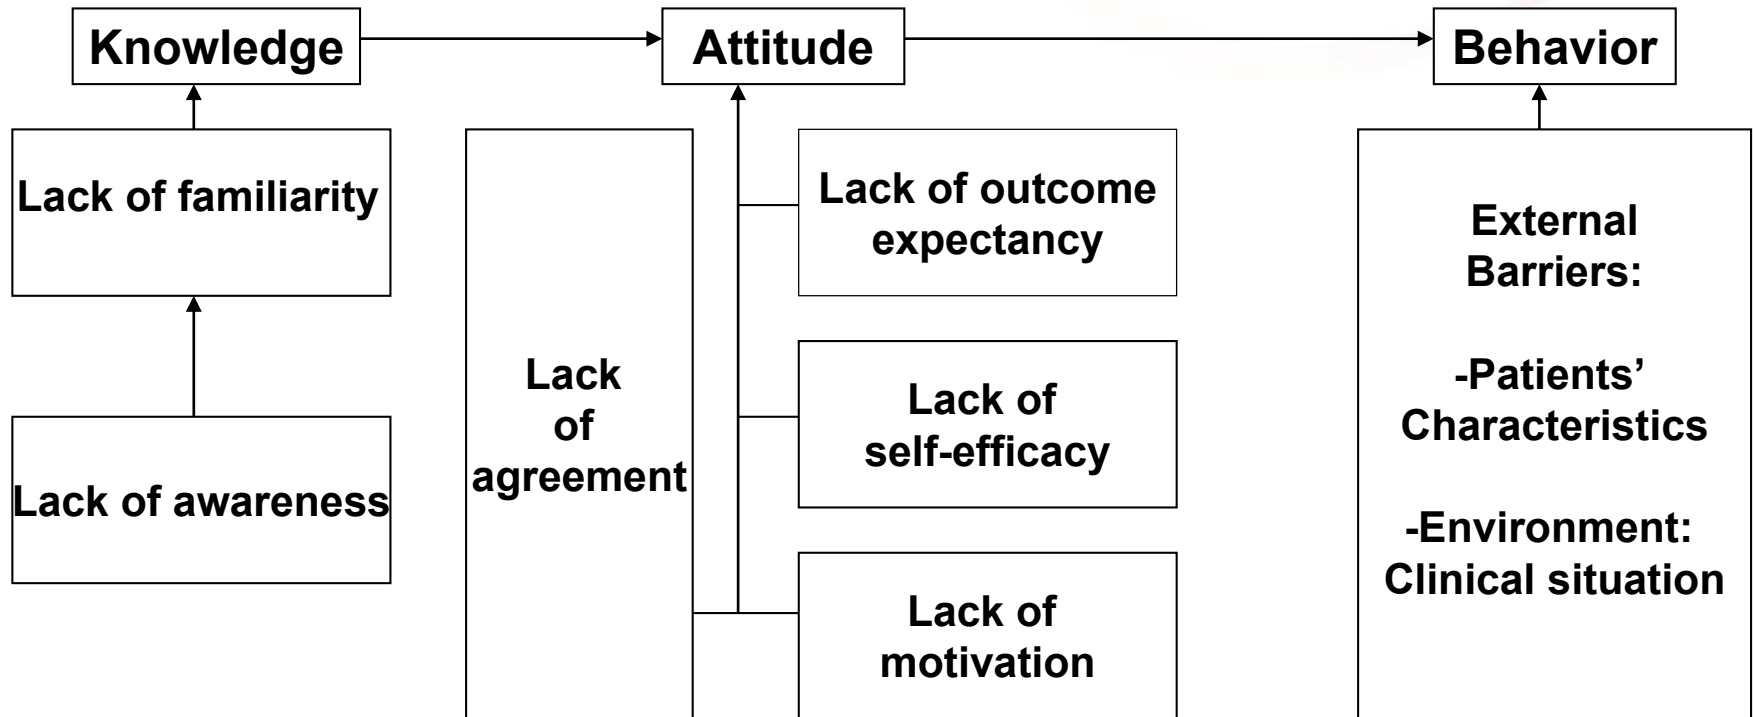 Knowledge
Attitude
Behavior
Lack of familiarity
Lack of awareness
Lack
of
agreement
Lack of outcome
expectancy
Lack of
self-efficacy
Lack of
motivation
External
Barriers:
-Patients’
Characteristics
-Environment:
Clinical situation